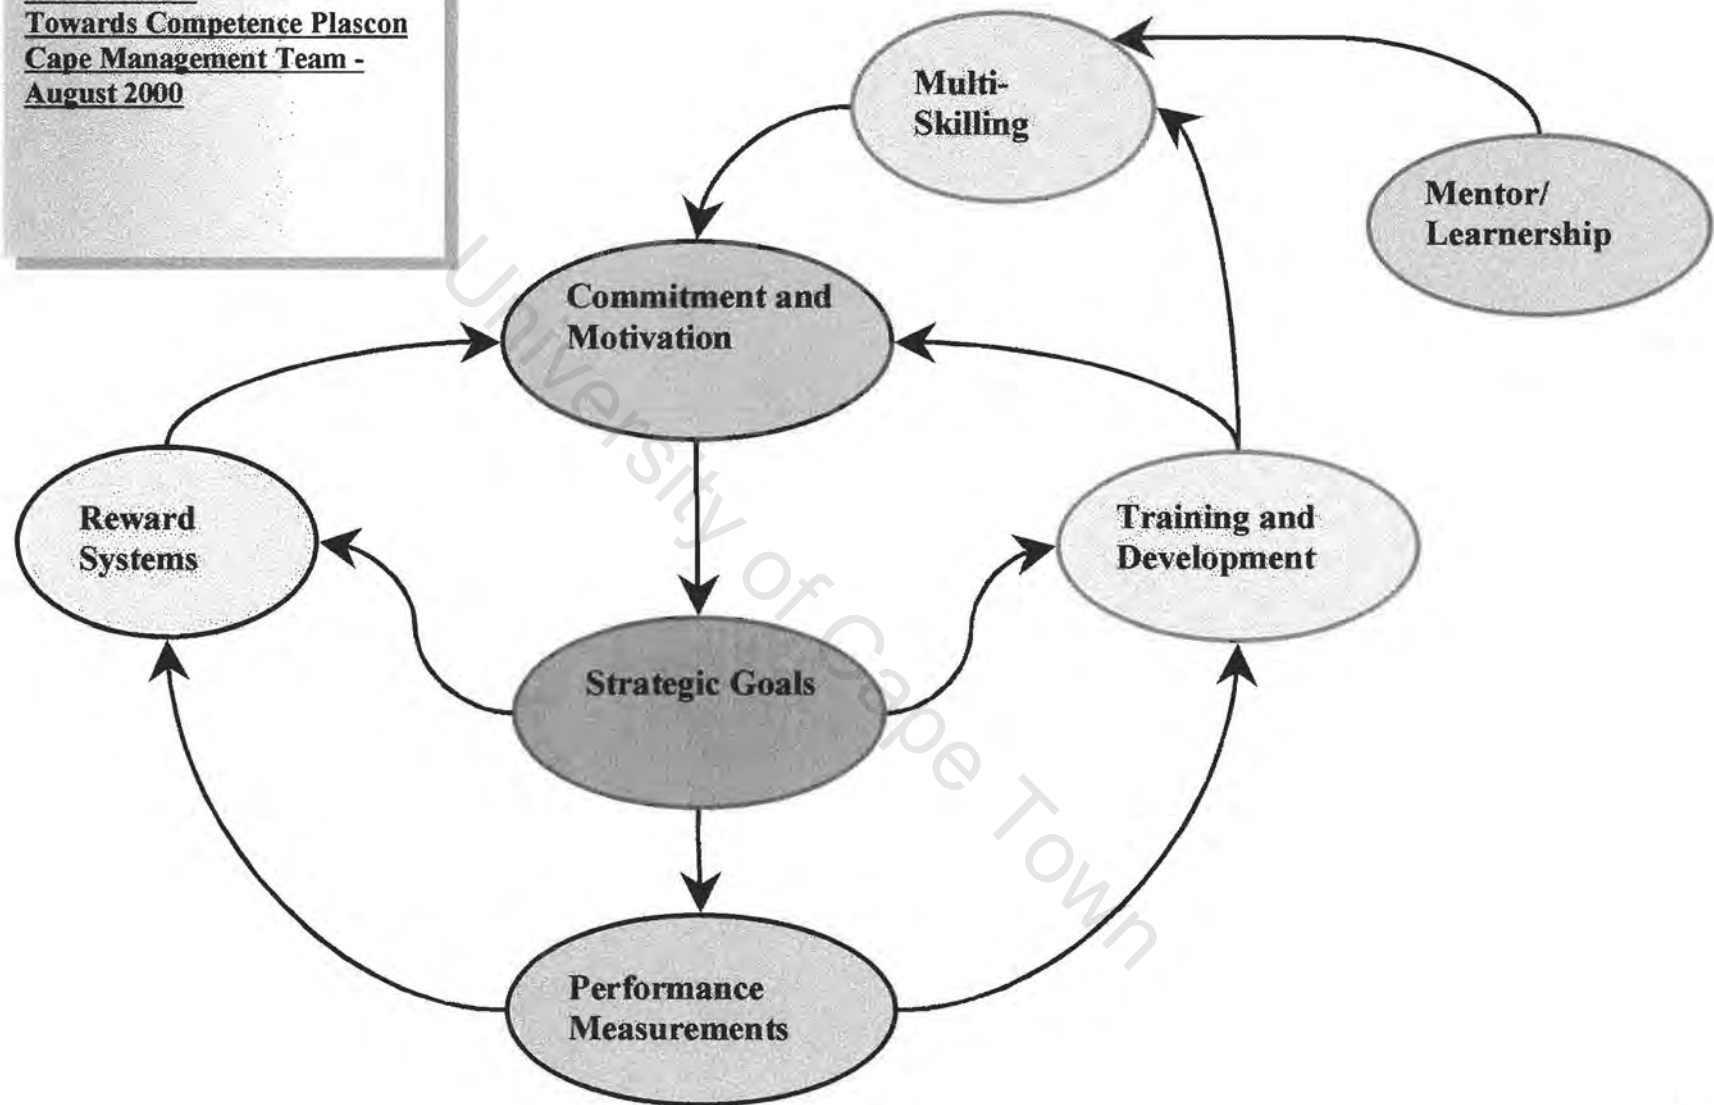 Towards Competence Plascon
Cape Management Team -
August 2000
Multi-
Skilling
Mentor/
Learnership
Commitment and
Motivation
Reward
Systems
Training and
Development
Strategic Goals
Performance
Measurements
University of Cape Town